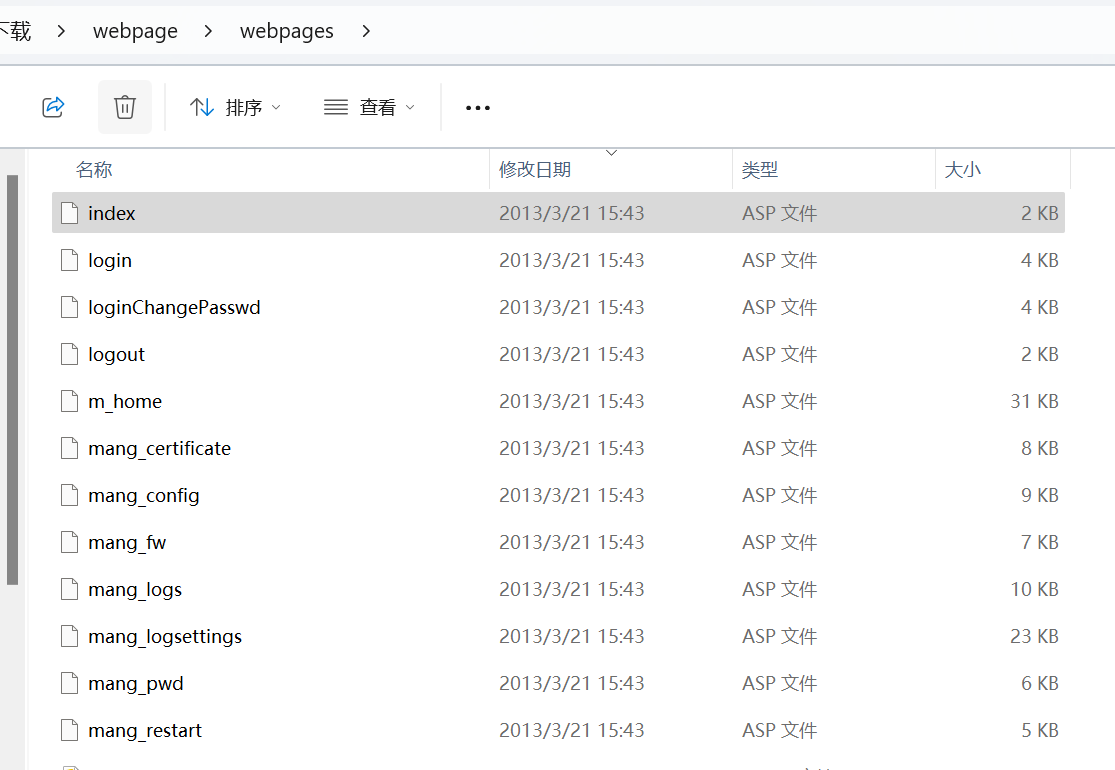 下载 > webpage > webpages >
排序 查看
名称 修改日期 类型 大小
index 2013/3/21 15:43 ASP 文件 2 KB
login 2013/3/21 15:43 ASP 文件 4 KB
loginChangePasswd 2013/3/21 15:43 ASP 文件 4 KB
logout 2013/3/21 15:43 ASP 文件 2 KB
m_home 2013/3/21 15:43 ASP 文件 31 KB
mang_certificate 2013/3/21 15:43 ASP 文件 8 KB
mang_config 2013/3/21 15:43 ASP 文件 9 KB
mang_fw 2013/3/21 15:43 ASP 文件 7 KB
mang_logs 2013/3/21 15:43 ASP 文件 10 KB
mang_logsettings 2013/3/21 15:43 ASP 文件 23 KB
mang_pwd 2013/3/21 15:43 ASP 文件 6 KB
mang_restart 2013/3/21 15:43 ASP 文件 5 KB